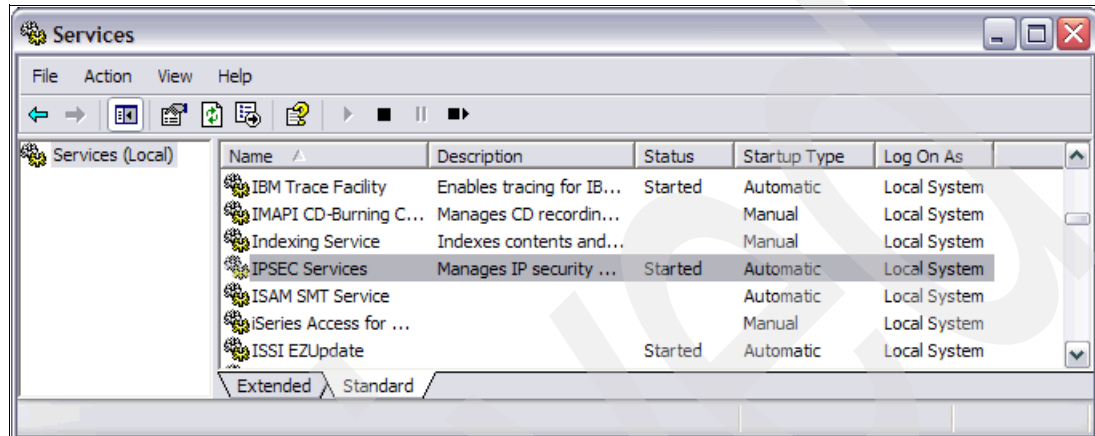 Services
File Action View Help
Services (Local)
Name Description Status Startup Type Log On As
IBM Trace Facility Enables tracing for IB... Started Automatic Local System
IMAPI CD-Burning C... Manages CD recordin... Manual Local System
Indexing Service Indexes contents and... Manual Local System
IPSEC Services Manages IP security ... Started Automatic Local System
ISAM SMT Service Automatic Local System
iSeries Access for ... Manual Local System
ISSI EZUpdate Started Automatic Local System
Extended Standard